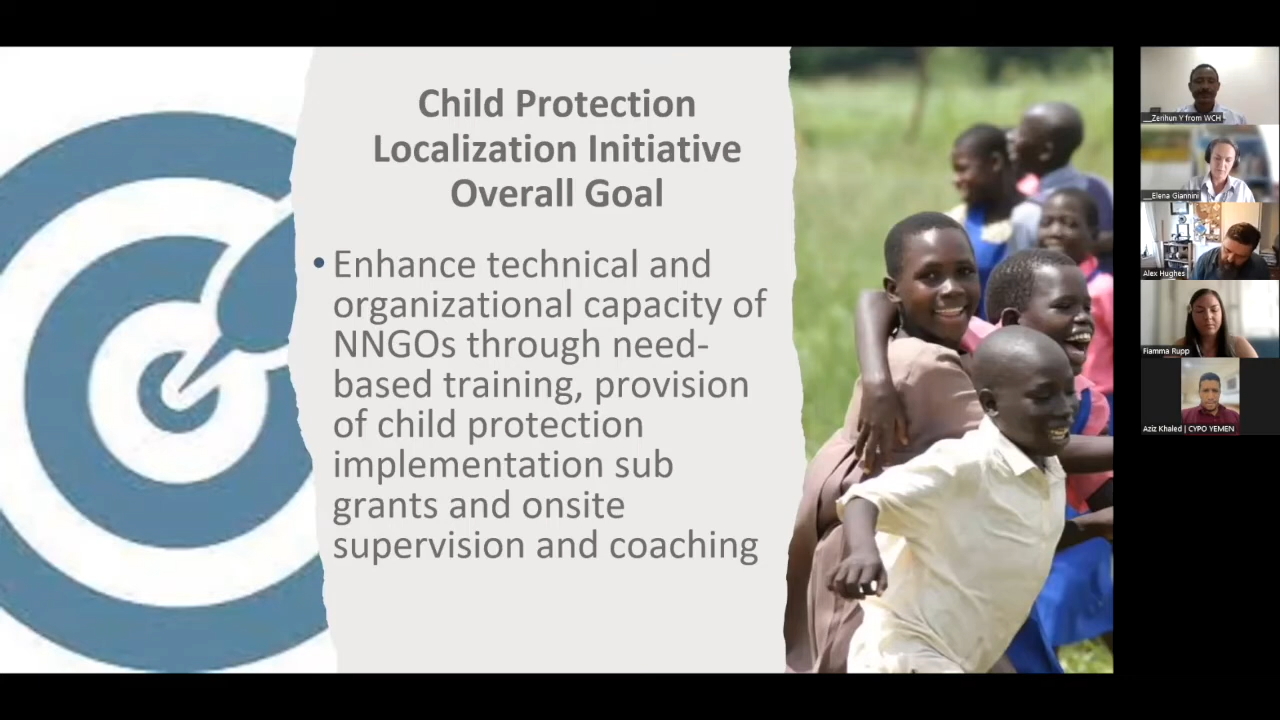 Child Protection
Localization Initiative
Overall Goal
• Enhance technical and
organizational capacity of
NNGOs through need-
based training, provision
of child protection
implementation sub
grants and onsite
supervision and coaching
__Zerihun Y from WCH
__Elena Giannini
Alex Hughes
Fiamma Rupp
Aziz Khaled | CYPO YEMEN